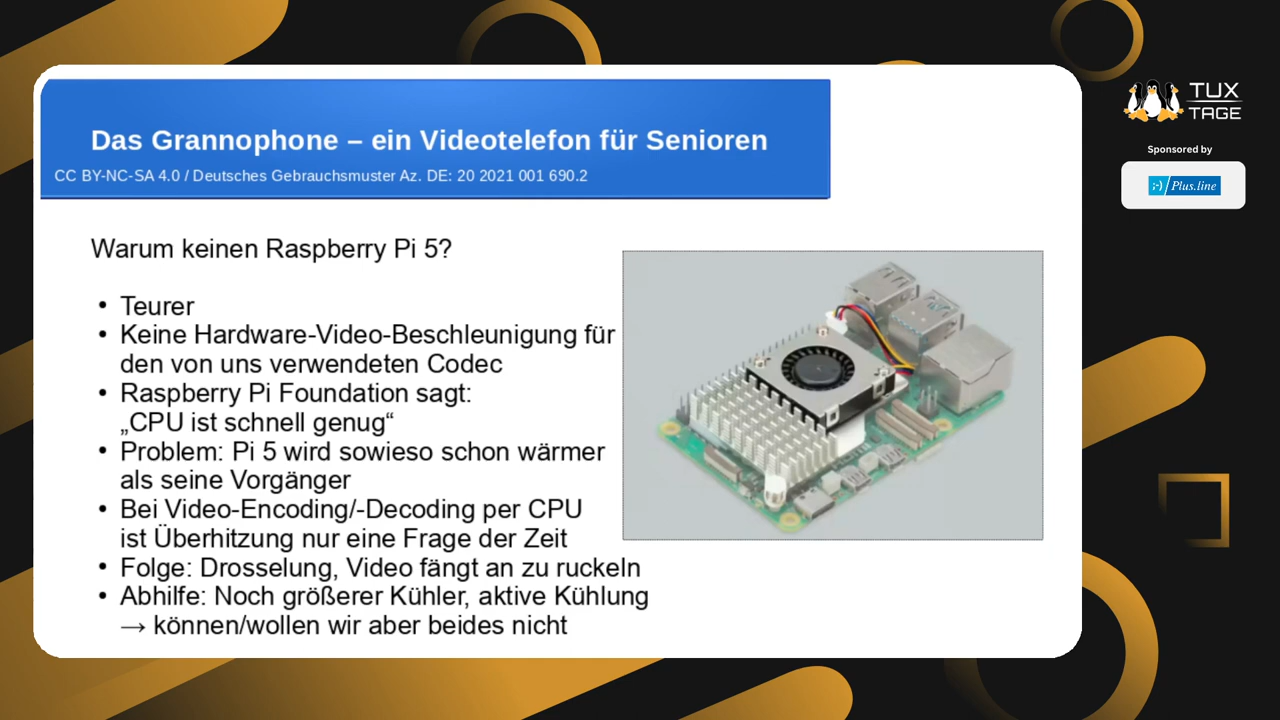 Das Grannophone – ein Videotelefon für Senioren
CC BY-NC-SA 4.0 / Deutsches Gebrauchsmuster Az. DE: 20 2021 001 690.2
Warum keinen Raspberry Pi 5?
• Teurer
• Keine Hardware-Video-Beschleunigung für
den von uns verwendeten Codec
• Raspberry Pi Foundation sagt:
„CPU ist schnell genug“
• Problem: Pi 5 wird sowieso schon wärmer
als seine Vorgänger
• Bei Video-Encoding/-Decoding per CPU
ist Überhitzung nur eine Frage der Zeit
• Folge: Drosselung, Video fängt an zu ruckeln
• Abhilfe: Noch größerer Kühler, aktive Kühlung
→ können/wollen wir aber beides nicht
TUX
TAGE
Sponsored by
;-) Plus.line